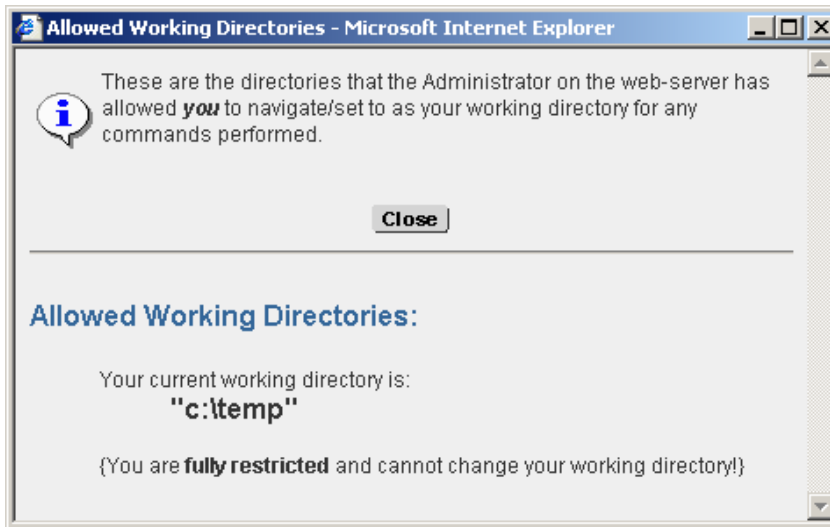 Allowed Working Directories - Microsoft Internet Explorer
These are the directories that the Administrator on the web-server has
allowed you to navigate/set to as your working directory for any
commands performed.
Close
Allowed Working Directories:
Your current working directory is:
"c:\temp"
{You are fully restricted and cannot change your working directory!}